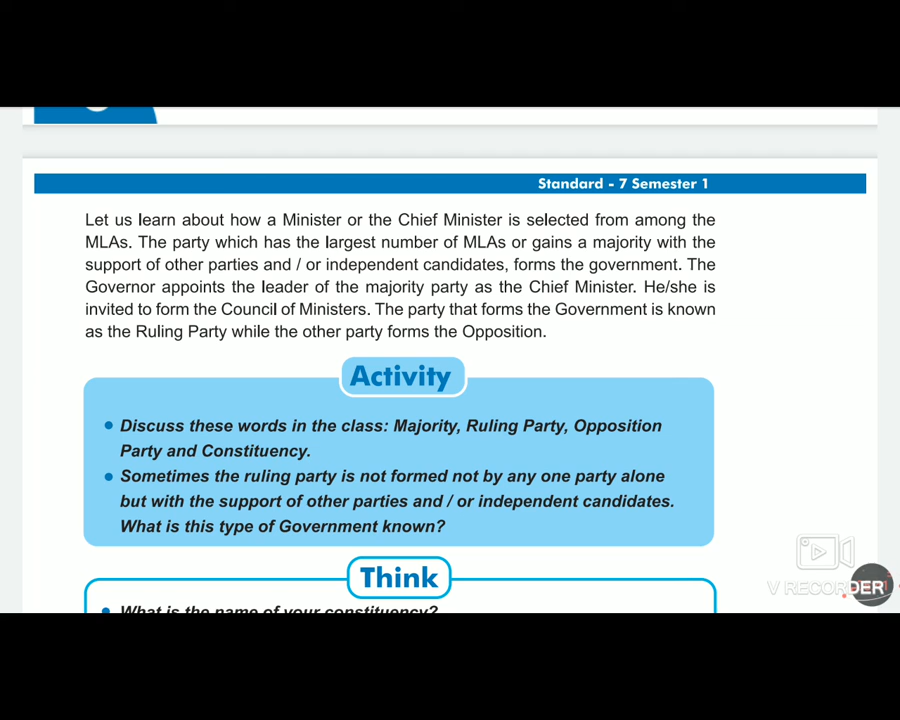 Standard - 7 Semester 1
Let us learn about how a Minister or the Chief Minister is selected from among the
MLAs. The party which has the largest number of MLAs or gains a majority with the
support of other parties and / or independent candidates, forms the government. The
Governor appoints the leader of the majority party as the Chief Minister. He/she is
invited to form the Council of Ministers. The party that forms the Government is known
as the Ruling Party while the other party forms the Opposition.
Activity
• Discuss these words in the class: Majority, Ruling Party, Opposition
Party and Constituency.
• Sometimes the ruling party is not formed not by any one party alone
but with the support of other parties and / or independent candidates.
What is this type of Government known?
Think
• What is the name of your constituency?
V RECORDER